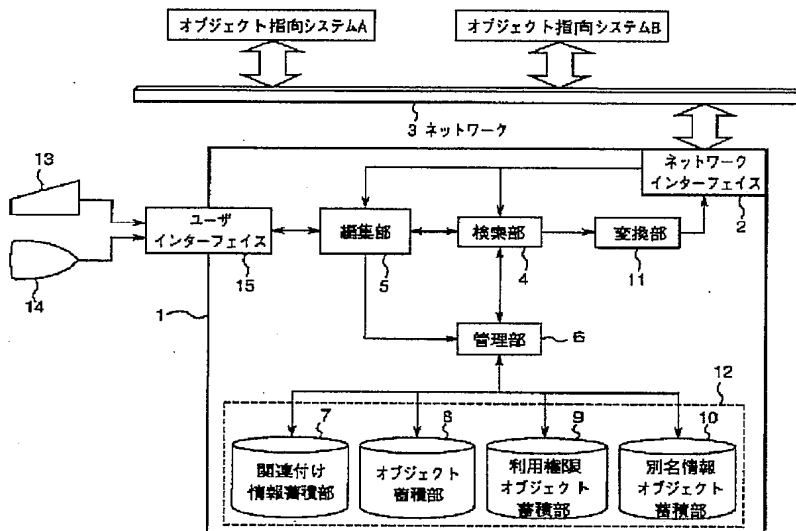 オブジェクト指向システムA
オブジェクト指向システムB
3 ネットワーク
13
14
ユーザ
インターフェイス
15
1
編集部
5
検索部
4
変換部
11
ネットワーク
インターフェイス
2
管理部
6
12
7
関連付け
情報蓄積部
8
オブジェクト
蓄積部
9
利用権限
オブジェクト
蓄積部
10
別名情報
オブジェクト
蓄積部